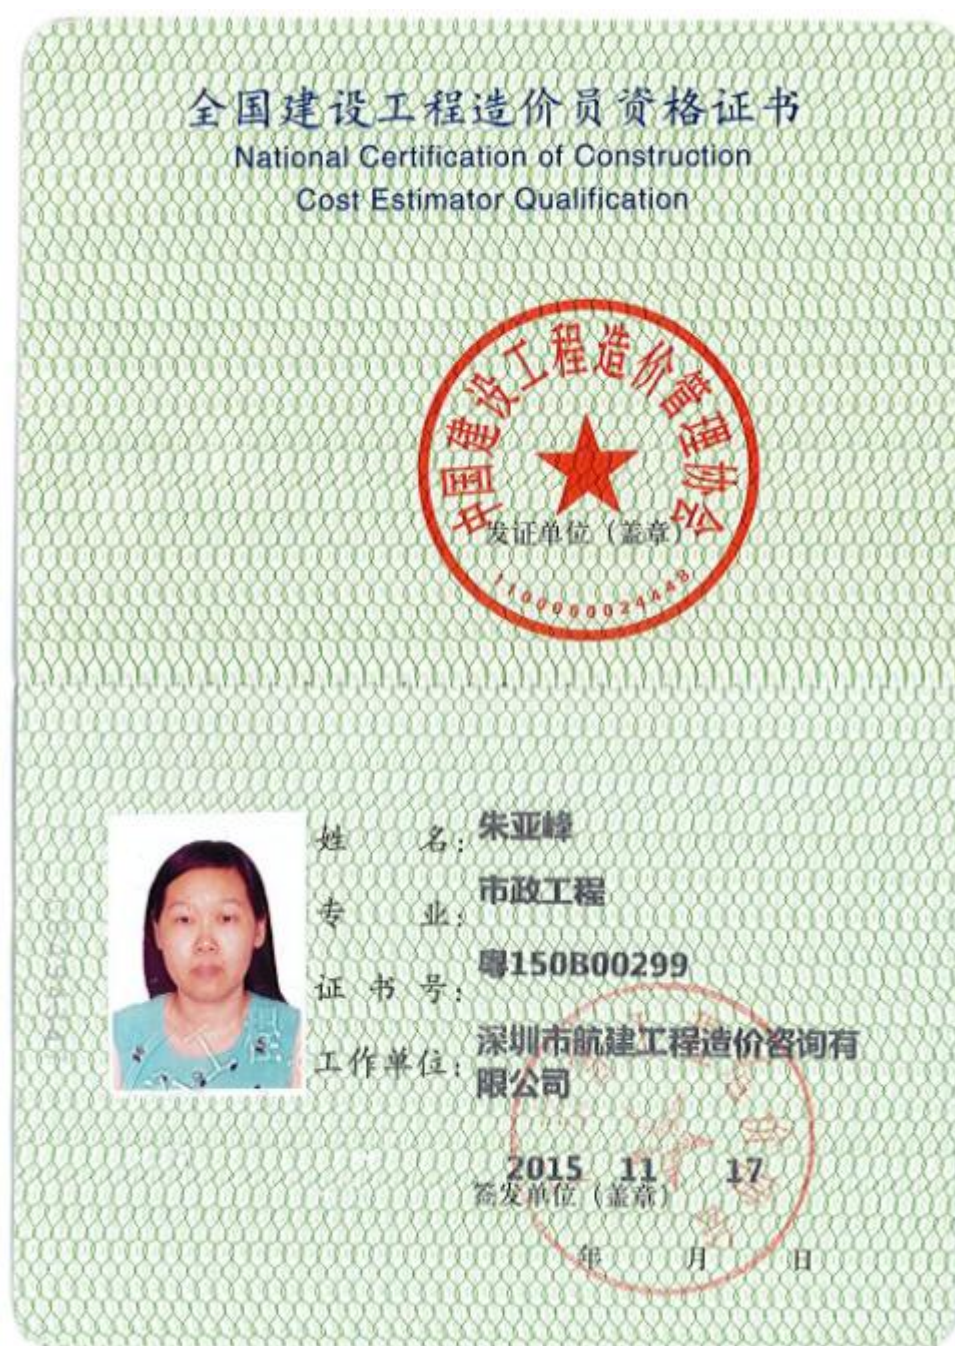 全国建设工程造价员资格证书
National Certification of Construction
Cost Estimator Qualification
中国建设工程造价管理协会
发证单位（盖章）
1100000024448
姓 名：朱亚峰
专 业：市政工程
证 书 号：粤150B00299
工作单位：深圳市航建工程造价咨询有
限公司
2015 11 17
签发单位（盖章）
年 月 日